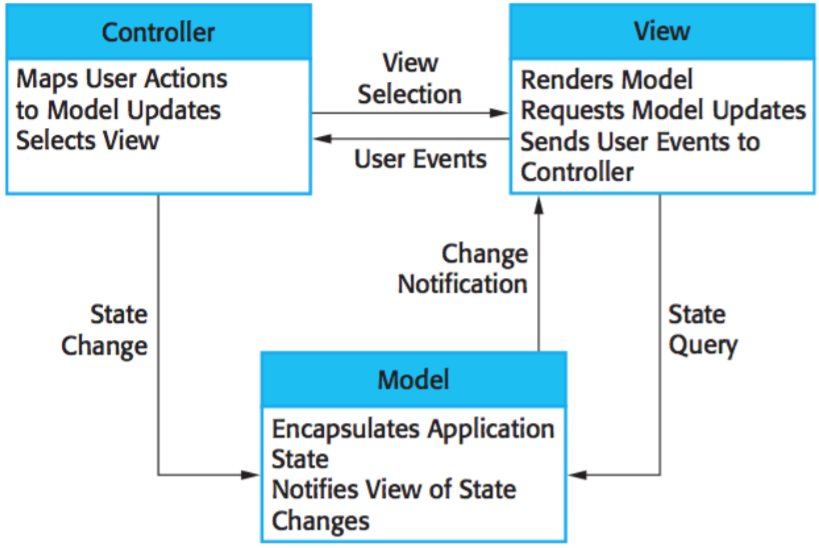 Controller
Maps User Actions
to Model Updates
Selects View
View
Selection
User Events
View
Renders Model
Requests Model Updates
Sends User Events to
Controller
Change
Notification
State
Change
State
Query
Model
Encapsulates Application
State
Notifies View of State
Changes